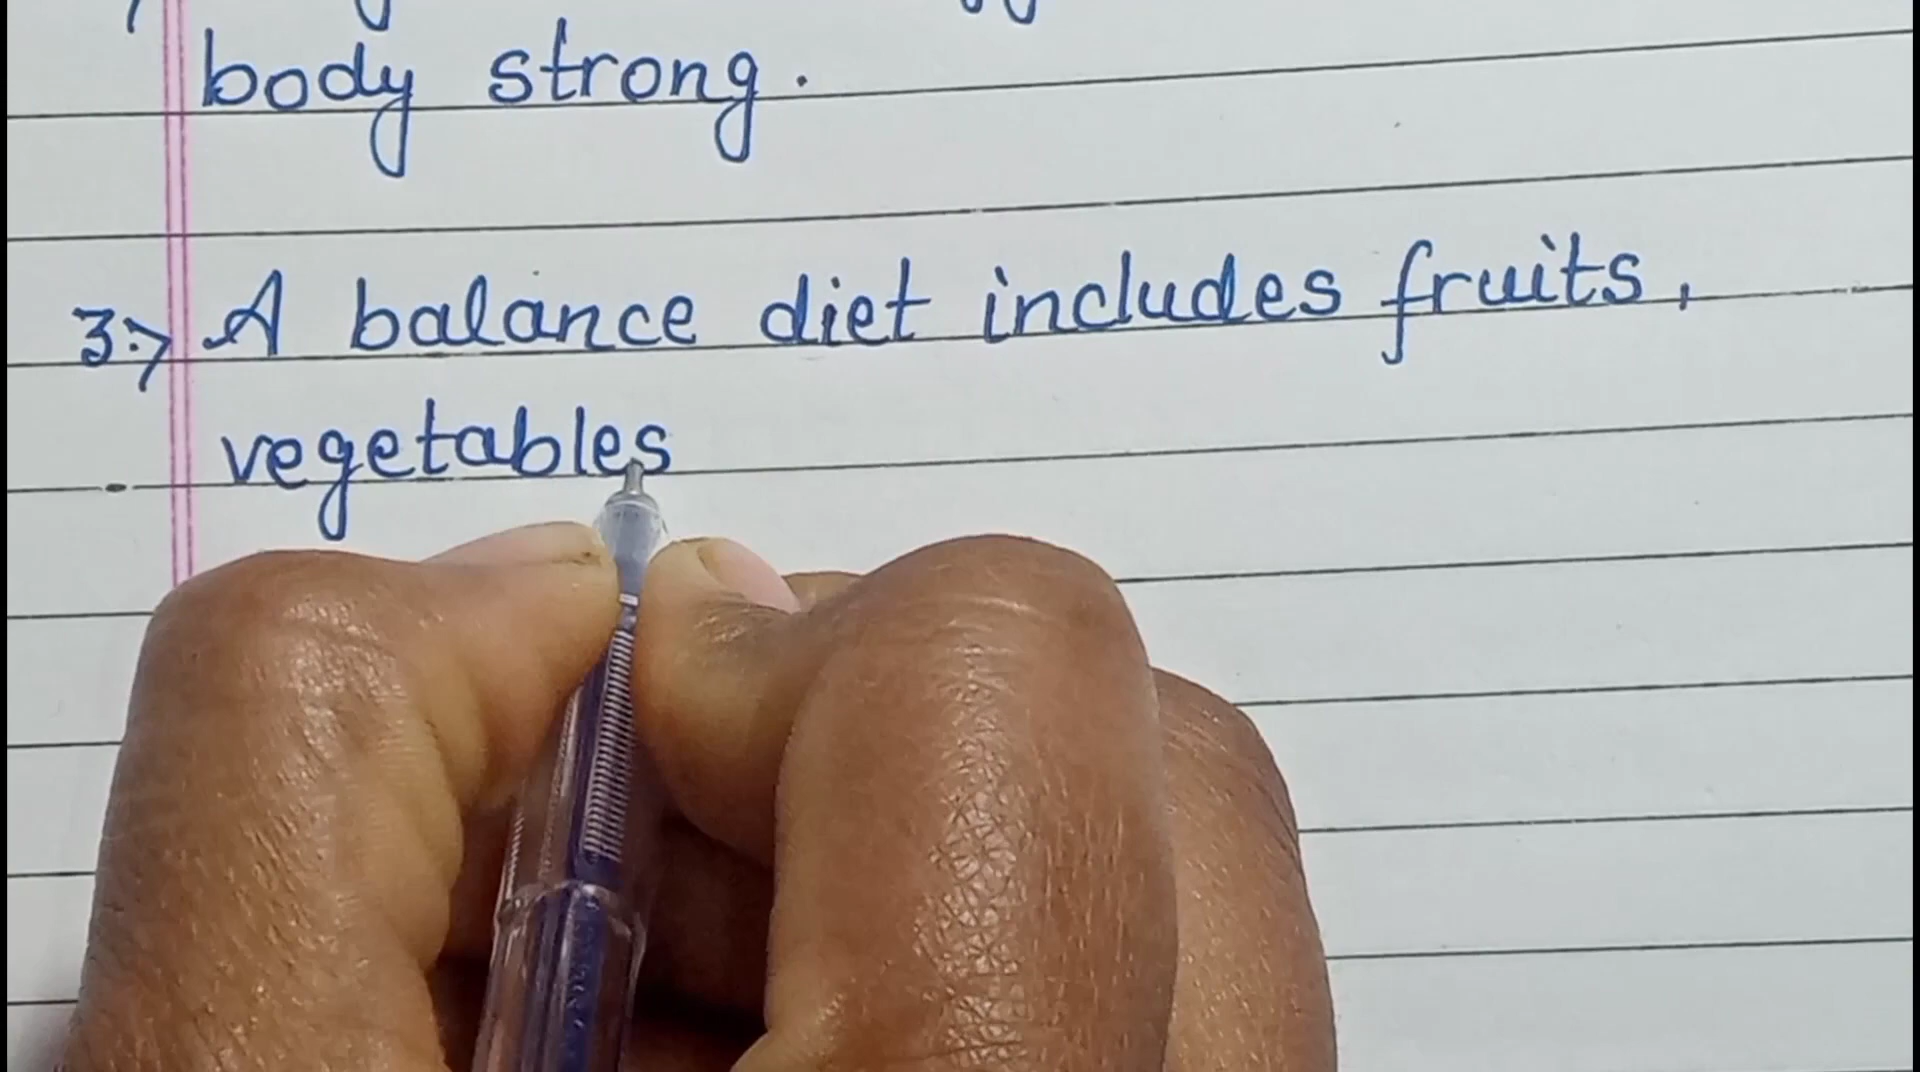 body strong.
3:> A balance diet includes fruits,
vegetables